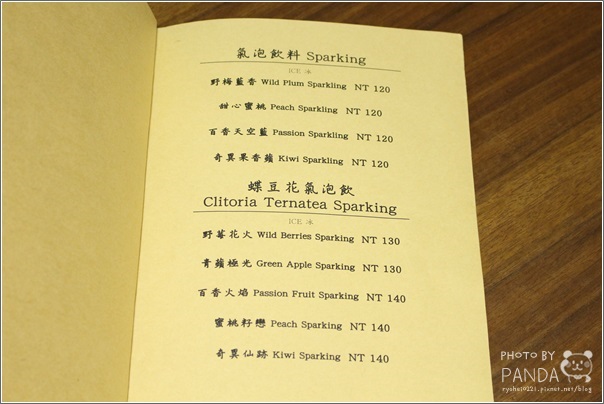 氣泡飲料 Sparking
ICE 冰
野梅藍香 Wild Plum Sparkling NT 120
甜心蜜桃 Peach Sparkling NT 120
百香天空藍 Passion Sparkling NT 120
奇異果香蘋 Kiwi Sparkling NT 120
蝶豆花氣泡飲
Clitoria Ternatea Sparking
ICE 冰
野莓花火 Wild Berries Sparking NT 130
青蘋極光 Green Apple Sparking NT 130
百香火焰 Passion Fruit Sparking NT 140
蜜桃籽戀 Peach Sparking NT 140
奇異仙跡 Kiwi Sparking NT 140
PHOTO BY
PANDA
ryohei0221.pixnet.net/blog